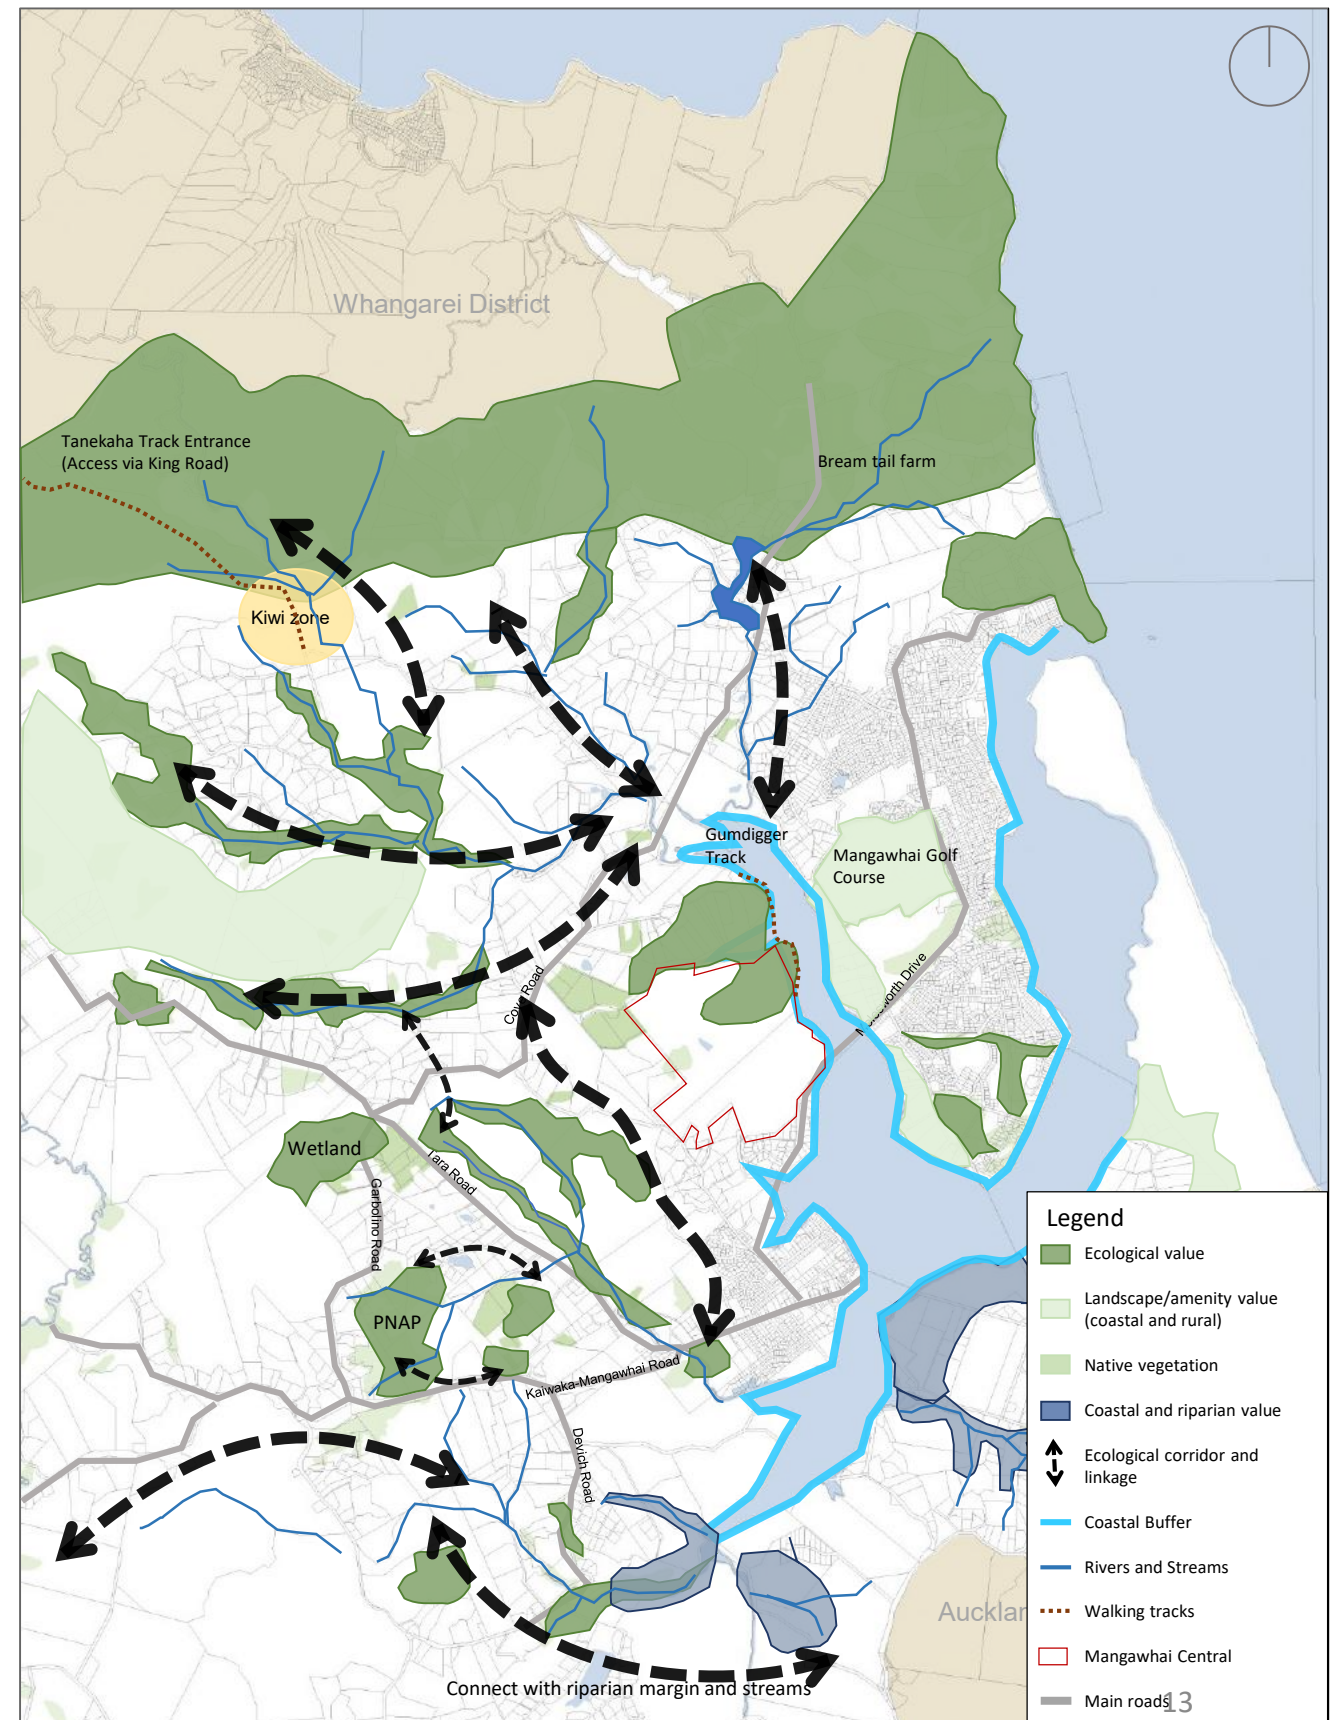 Whangarei District
Tanekaha Track Entrance
(Access via King Road)
Bream tail farm
Kiwi zone
Gumdigger
Track
Mangawhai Golf
Course
Cove Road
Drive
Wetland
Tara Road
Garbolino Road
PNAP
Kaiwaka-Mangawhai Road
Devich Road
Connect with riparian margin and streams
Legend
Ecological value
Landscape/amenity value
(coastal and rural)
Native vegetation
Coastal and riparian value
Ecological corridor and
linkage
Coastal Buffer
Rivers and Streams
Walking tracks
Mangawhai Central
Main roads
13